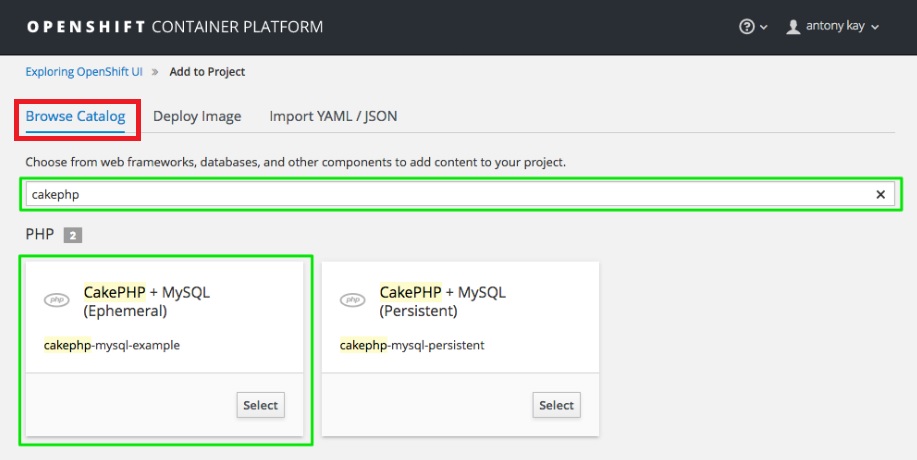 OPENSHIFT CONTAINER PLATFORM
? antony kay
Exploring OpenShift UI » Add to Project
Browse Catalog Deploy Image Import YAML / JSON
Choose from web frameworks, databases, and other components to add content to your project.
cakephp ×
PHP 2
php CakePHP + MySQL (Ephemeral)
cakephp-mysql-example
Select
php CakePHP + MySQL (Persistent)
cakephp-mysql-persistent
Select